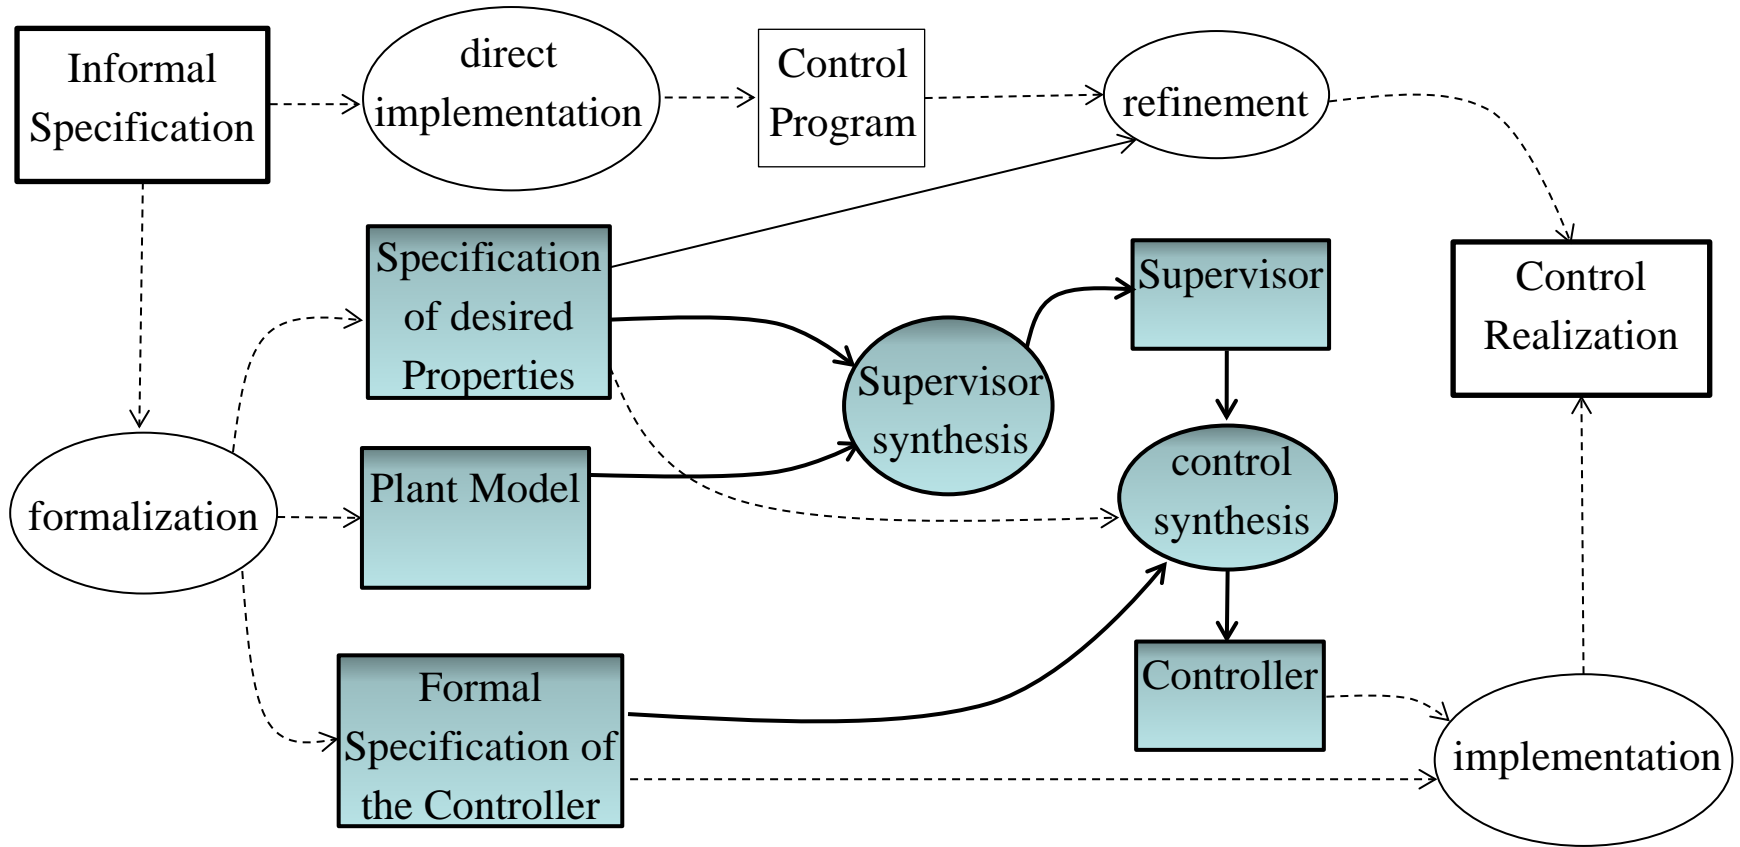 Informal
Specification
direct
implementation
Control
Program
refinement
Specification
of desired
Properties
Supervisor
Control
Realization
Supervisor
synthesis
Plant Model
control
synthesis
formalization
Formal
Specification of
the Controller
Controller
implementation